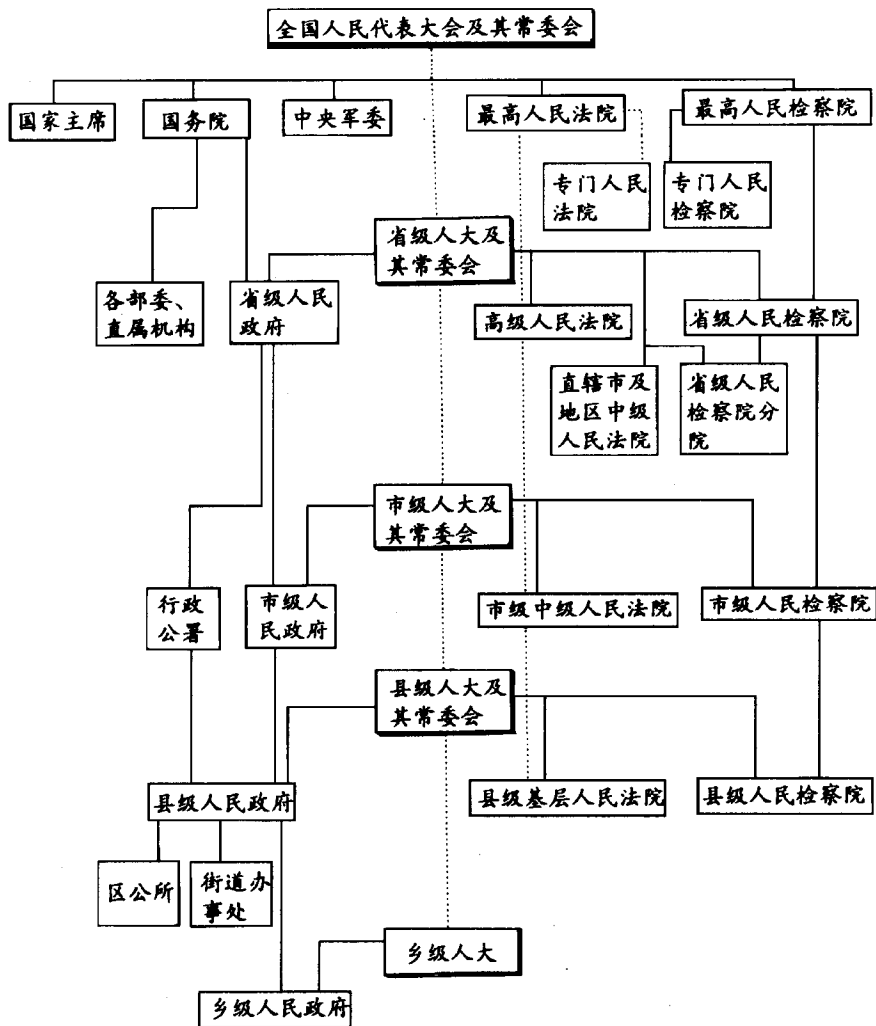 全国人民代表大会及其常委会
国家主席
国务院
中央军委
最高人民法院
最高人民检察院
专门人民
法院
专门人民
检察院
省级人大及
其常委会
各部委、
直属机构
省级人民
政府
高级人民法院
省级人民检察院
直辖市及
地区中级
人民法院
省级人民
检察院分
院
市级人大及
其常委会
行政
公署
市级人
民政府
市级中级人民法院
市级人民检察院
县级人大及
其常委会
县级人民政府
县级基层人民法院
县级人民检察院
区公所
街道办
事处
乡级人大
乡级人民政府